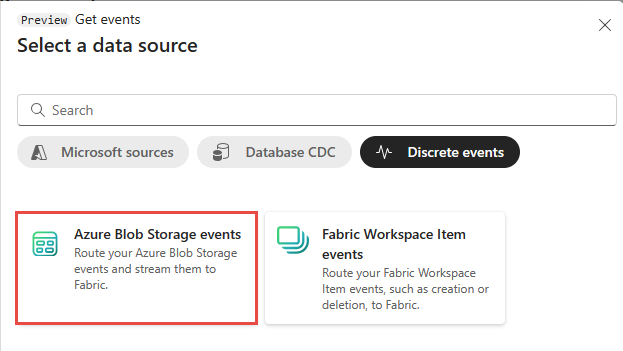 Preview Get events
Select a data source
Search
Microsoft sources
Database CDC
Discrete events
Azure Blob Storage events
Route your Azure Blob Storage
events and stream them to
Fabric.
Fabric Workspace Item
events
Route your Fabric Workspace
Item events, such as creation or
deletion, to Fabric.